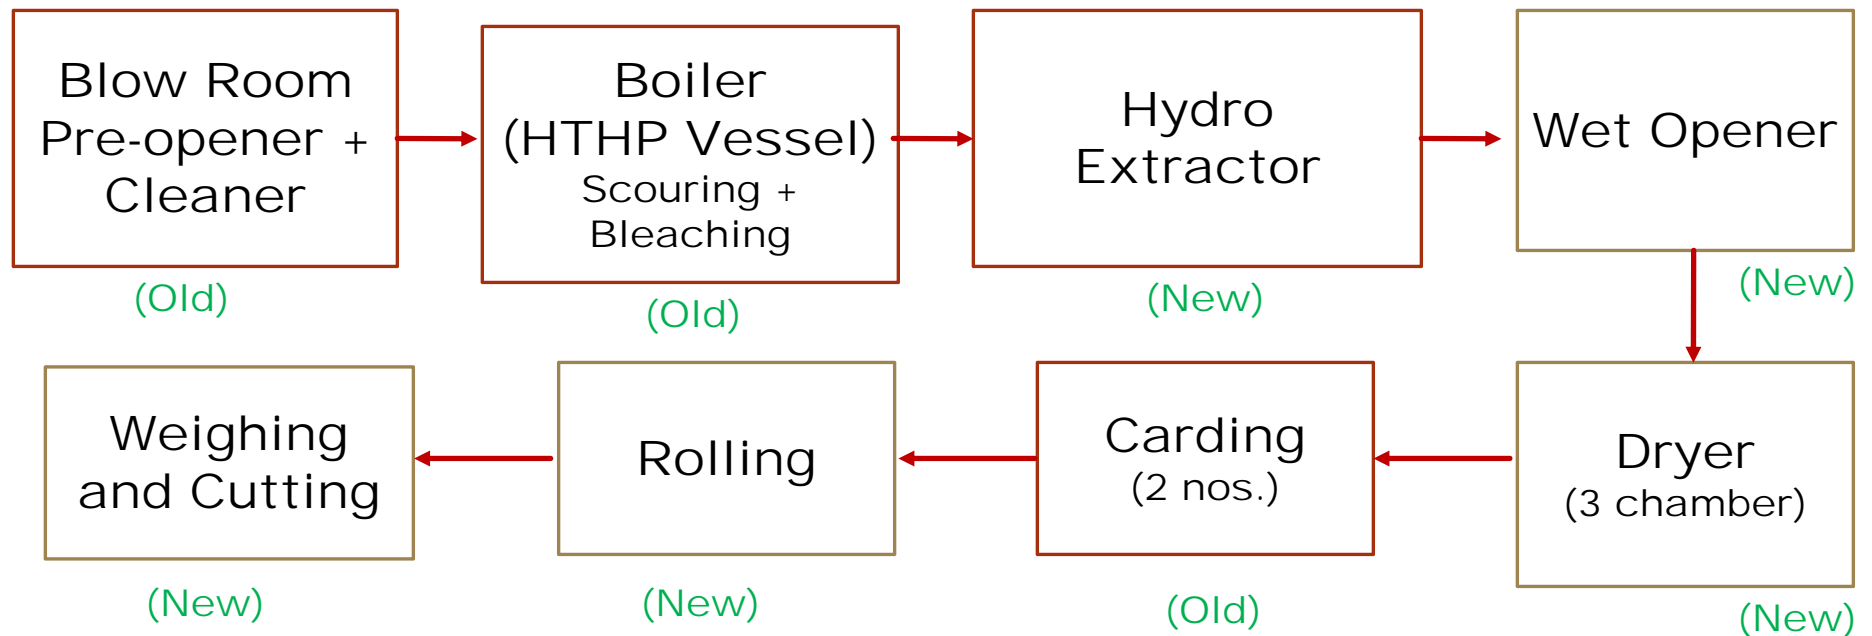 Blow Room
Pre-opener +
Cleaner
(Old)
Boiler
(HTHP Vessel)
Scouring +
Bleaching
(Old)
Hydro
Extractor
(New)
Wet Opener
(New)
Dryer
(3 chamber)
(New)
Carding
(2 nos.)
(Old)
Rolling
(New)
Weighing
and Cutting
(New)